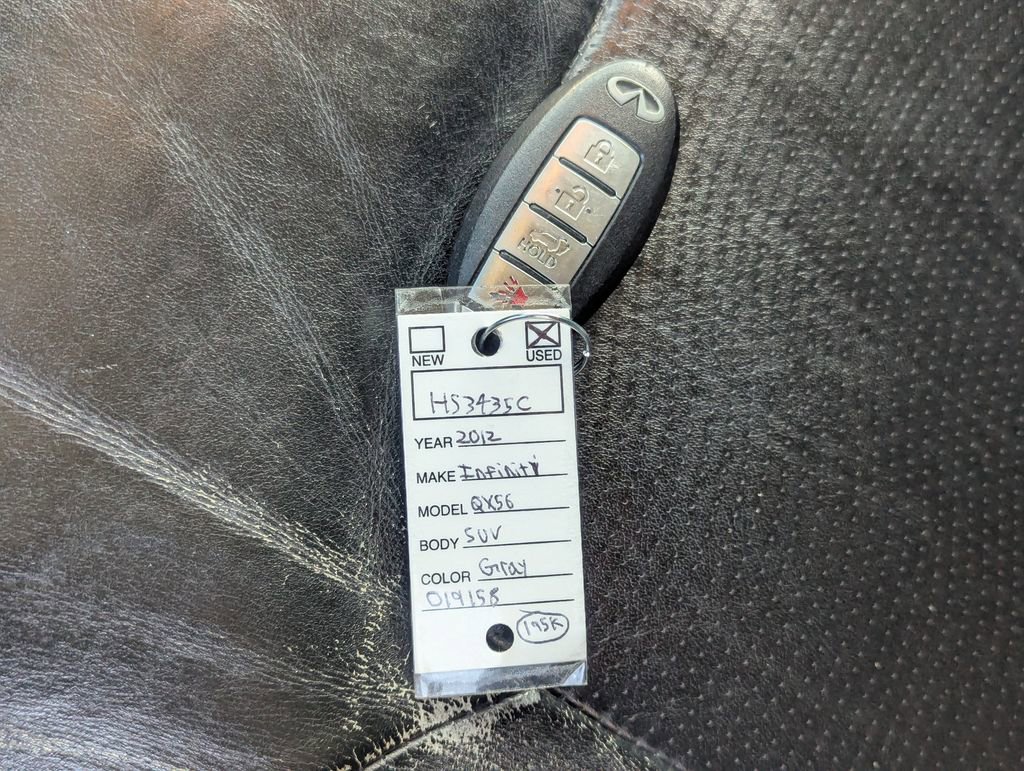 HOLD
NEW USED
HS3435C
YEAR 2012
MAKE Infiniti
MODEL QX56
BODY SUV
COLOR Gray
019158
195K